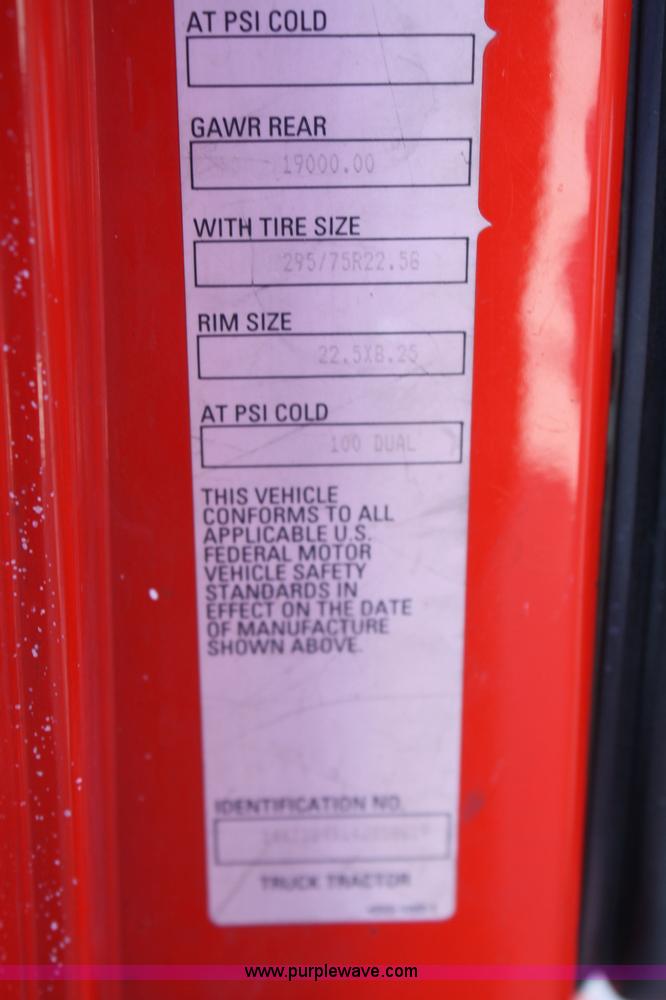 AT PSI COLD
GAWR REAR
19000.00
WITH TIRE SIZE
295/75R22.5G
RIM SIZE
22.5X8.25
AT PSI COLD
100 DUAL
THIS VEHICLE
CONFORMS TO ALL
APPLICABLE U.S.
FEDERAL MOTOR
VEHICLE SAFETY
STANDARDS IN
EFFECT ON THE DATE
OF MANUFACTURE
SHOWN ABOVE.
IDENTIFICATION NO.
TRUCK TRACTOR
www.purplewave.com